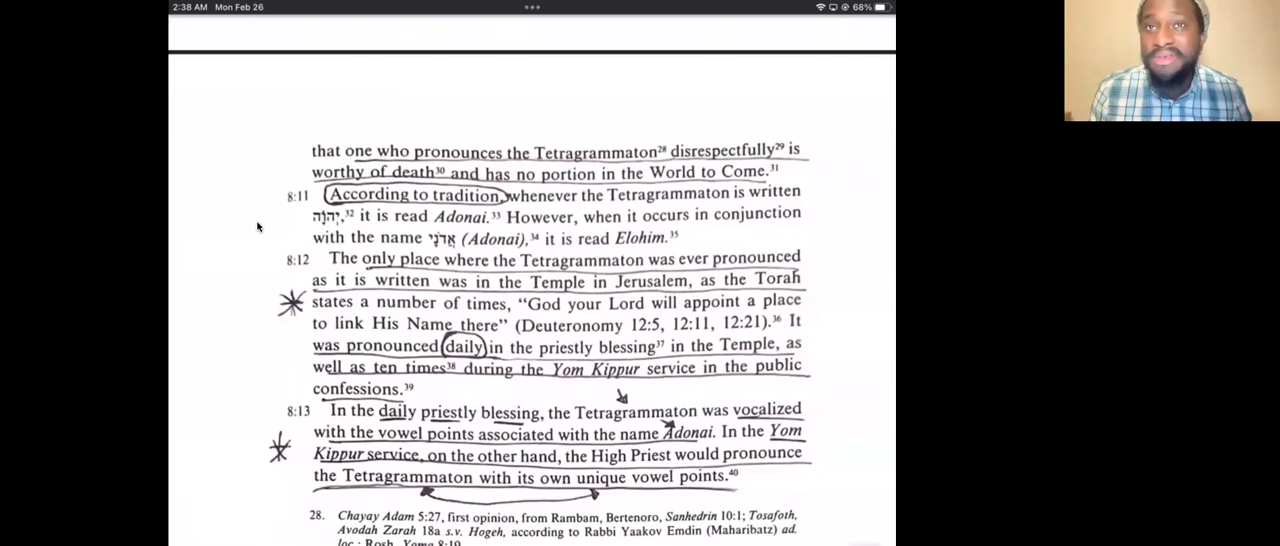 2:38 AM Mon Feb 26
68%
that one who pronounces the Tetragrammaton²⁸ disrespectfully²⁹ is
worthy of death³⁰ and has no portion in the World to Come.³¹
8:11 According to tradition, whenever the Tetragrammaton is written
יְהֹוָה,³² it is read Adonai.³³ However, when it occurs in conjunction
with the name אֲדֹנָי (Adonai),³⁴ it is read Elohim.³⁵
8:12 The only place where the Tetragrammaton was ever pronounced
as it is written was in the Temple in Jerusalem, as the Torah
states a number of times, “God your Lord will appoint a place
to link His Name there” (Deuteronomy 12:5, 12:11, 12:21).³⁶ It
was pronounced daily in the priestly blessing³⁷ in the Temple, as
well as ten times³⁸ during the Yom Kippur service in the public
confessions.³⁹
8:13 In the daily priestly blessing, the Tetragrammaton was vocalized
with the vowel points associated with the name Adonai. In the Yom
Kippur service, on the other hand, the High Priest would pronounce
the Tetragrammaton with its own unique vowel points.⁴⁰
28. Chayay Adam 5:27, first opinion, from Rambam, Bertenoro, Sanhedrin 10:1; Tosafoth,
Avodah Zarah 18a s.v. Hogeh, according to Rabbi Yaakov Emdin (Maharibatz) ad.
loc.; Rosh, Yoma 8:19